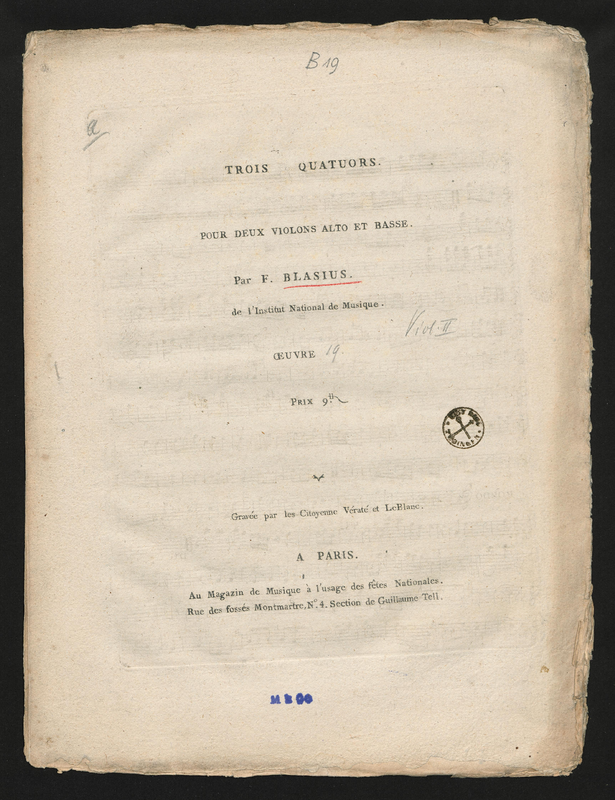 B 19
a
TROIS QUATUORS.
POUR DEUX VIOLONS ALTO ET BASSE.
Par F. BLASIUS.
de l'Institut National de Musique.
Viol. II
ŒUVRE 19.
PRIX 9.tt
Gravée par les Citoyenne Vératé et LeBlanc.
A PARIS.
Au Magazin de Musique à l'usage des fêtes Nationales.
Rue des fossés Montmartre, N.º 4. Section de Guillaume Tell.